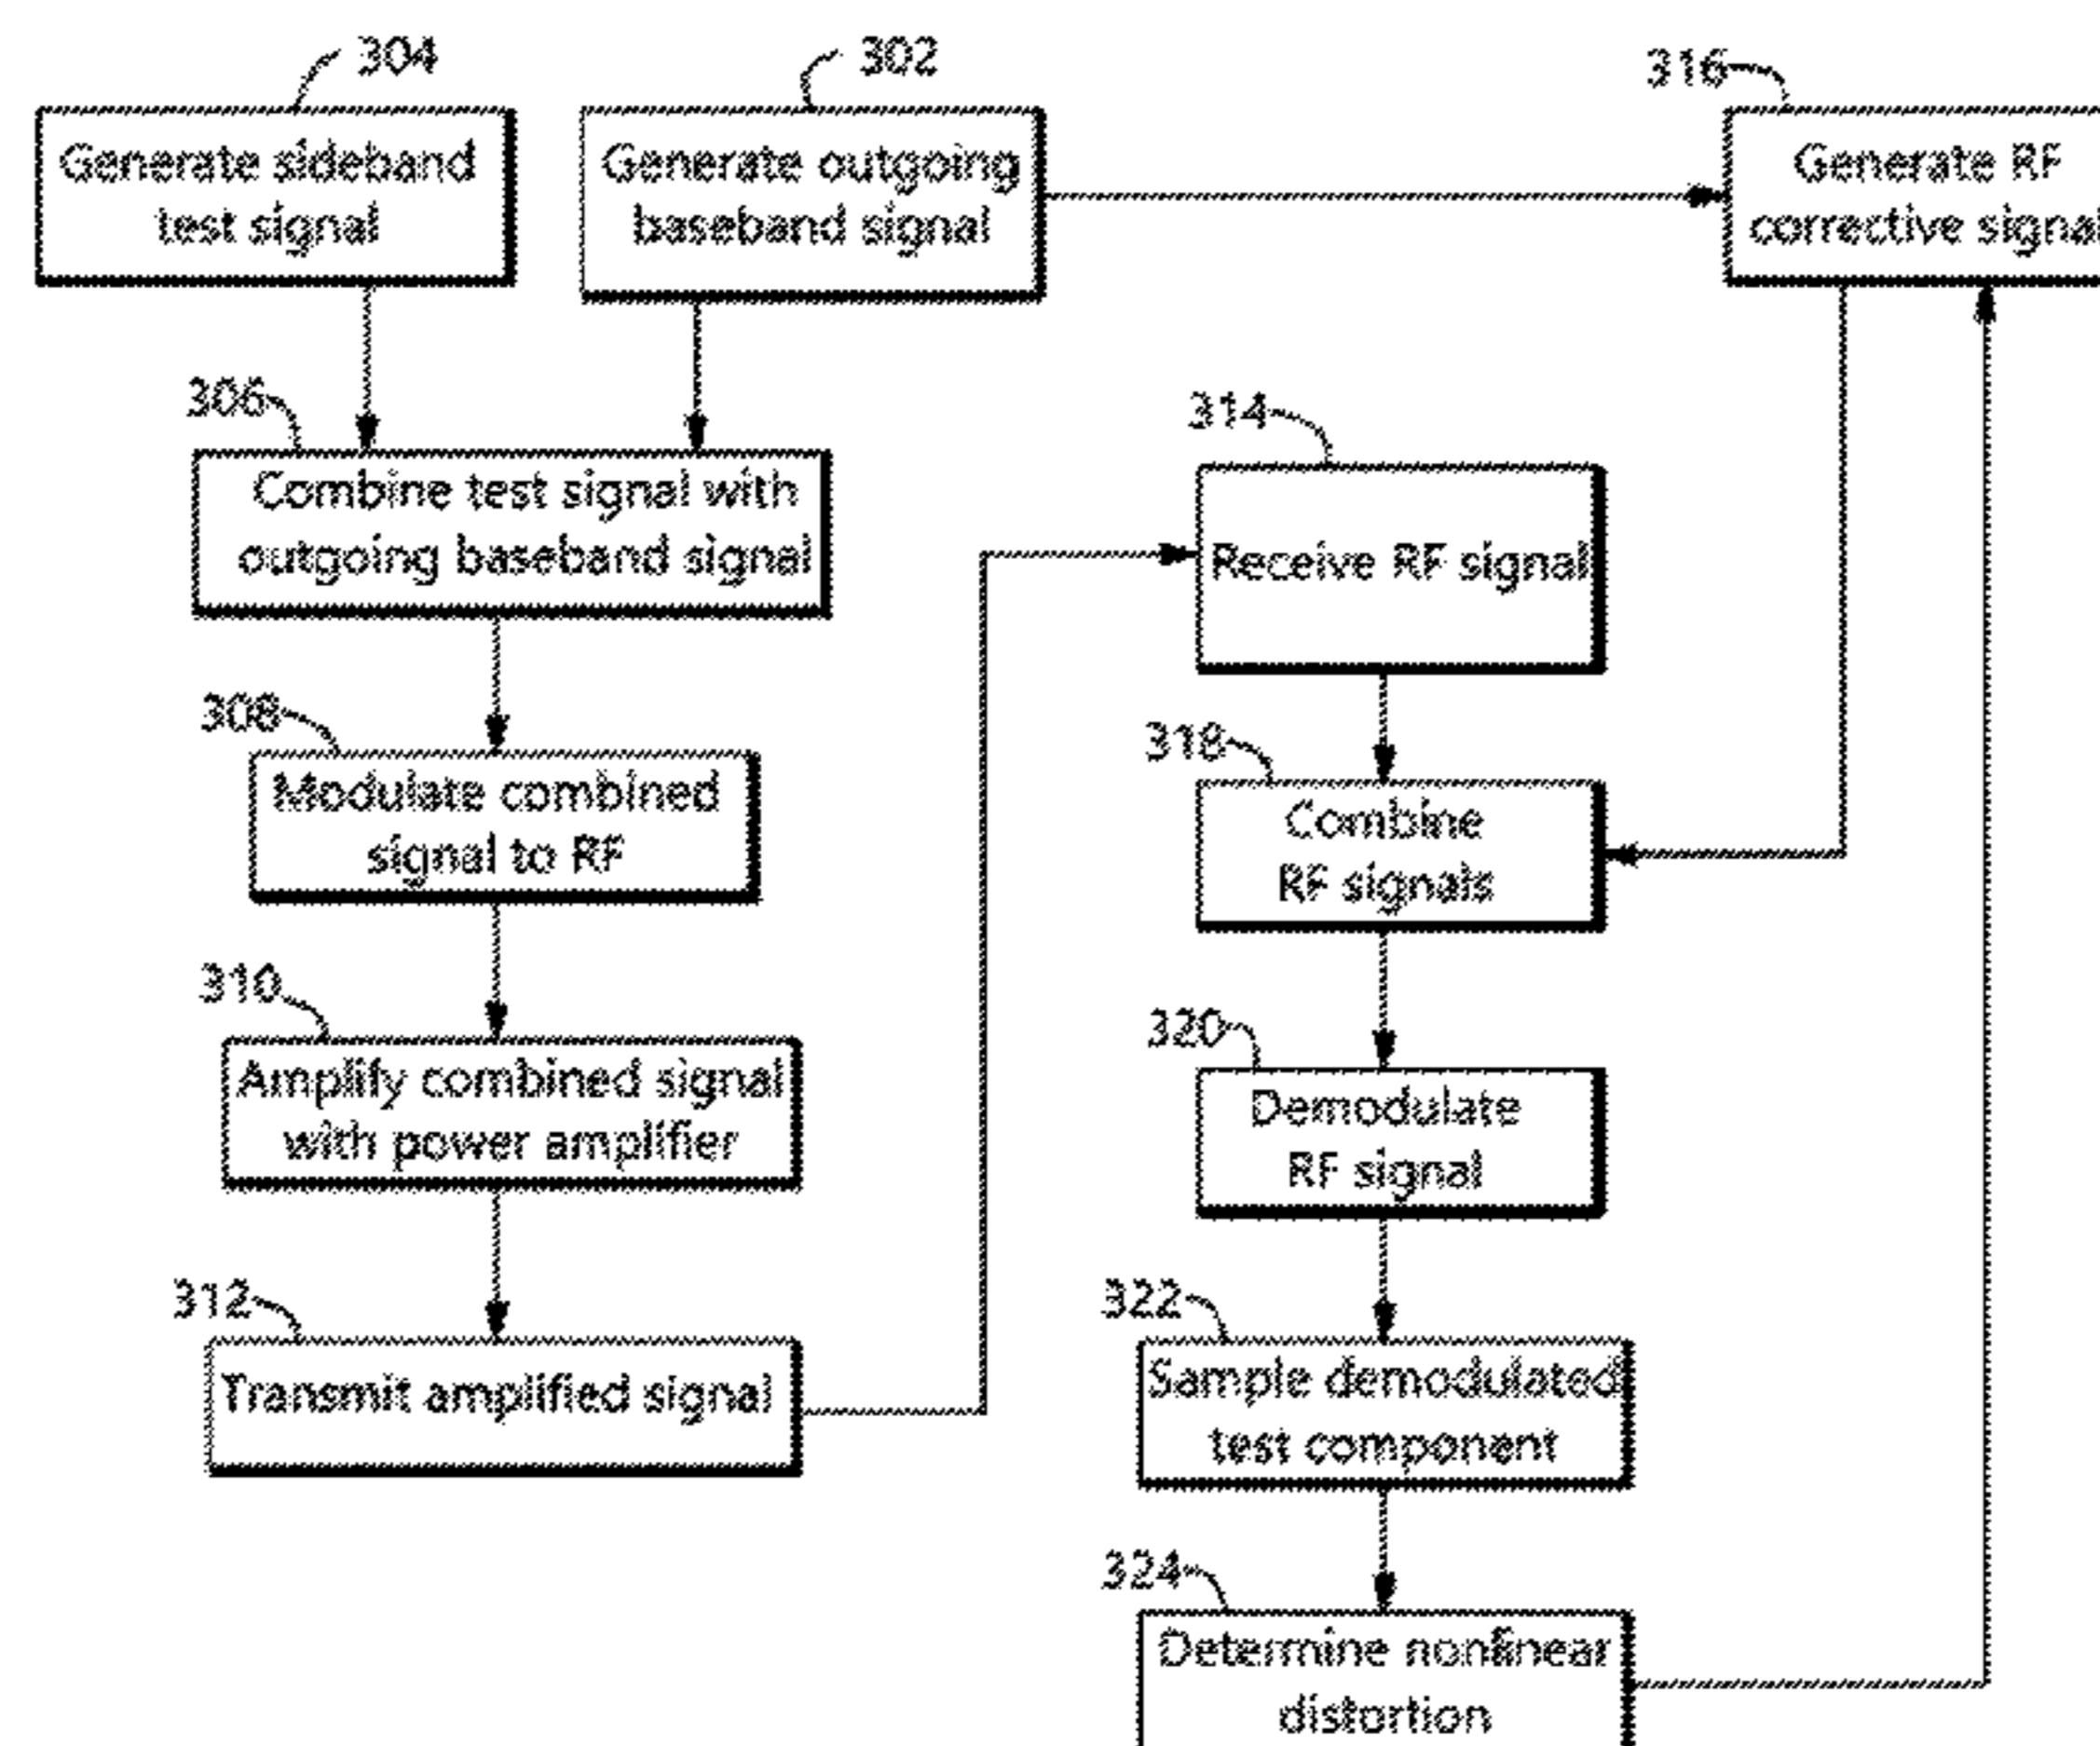 304
302
316
Generate sideband
test signal
Generate outgoing
baseband signal
Generate RF
corrective signal
306
Combine test signal with
outgoing baseband signal
314
Receive RF signal
308
Modulate combined
signal to RF
318
Combine
RF signals
310
Amplify combined signal
with power amplifier
320
Demodulate
RF signal
312
Transmit amplified signal
322
Sample demodulated
test component
324
Determine nonlinear
distortion